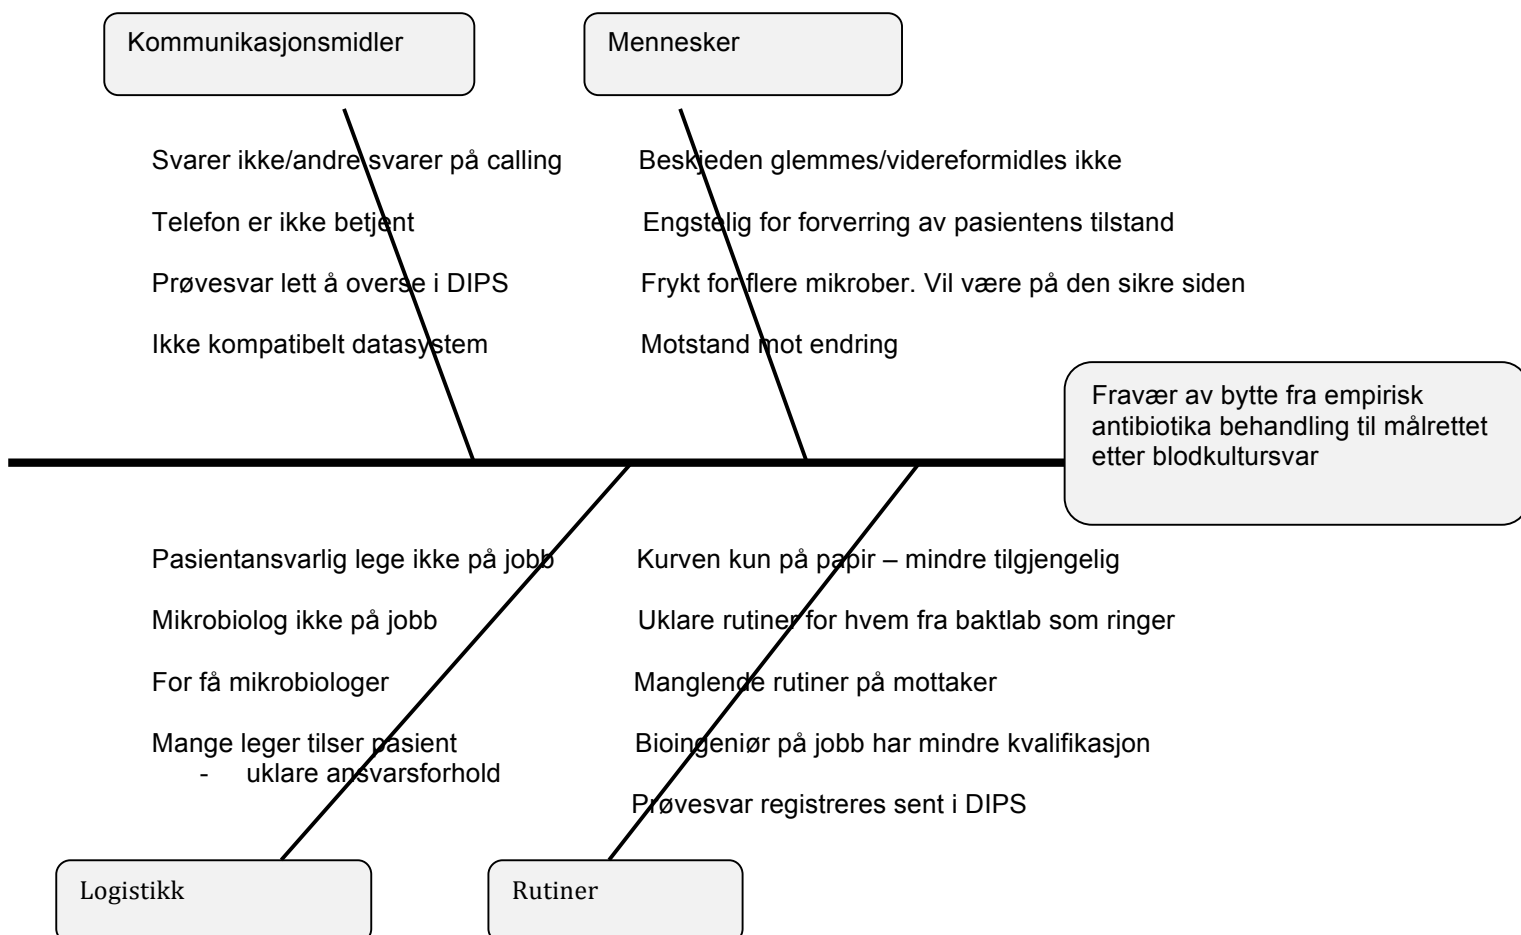 Kommunikasjonsmidler
Mennesker
Svarer ikke/andre svarer på calling
Telefon er ikke betjent
Prøvesvar lett å overse i DIPS
Ikke kompatibelt datasystem
Beskjeden glemmes/videreformidles ikke
Engstelig for forverring av pasientens tilstand
Frykt for flere mikrober. Vil være på den sikre siden
Motstand mot endring
Fravær av bytte fra empirisk
antibiotika behandling til målrettet
etter blodkultursvar
Pasientansvarlig lege ikke på jobb
Mikrobiolog ikke på jobb
For få mikrobiologer
Mange leger tilser pasient
- uklare ansvarsforhold
Kurven kun på papir – mindre tilgjengelig
Uklare rutiner for hvem fra baktlab som ringer
Manglende rutiner på mottaker
Bioingeniør på jobb har mindre kvalifikasjon
Prøvesvar registreres sent i DIPS
Logistikk
Rutiner